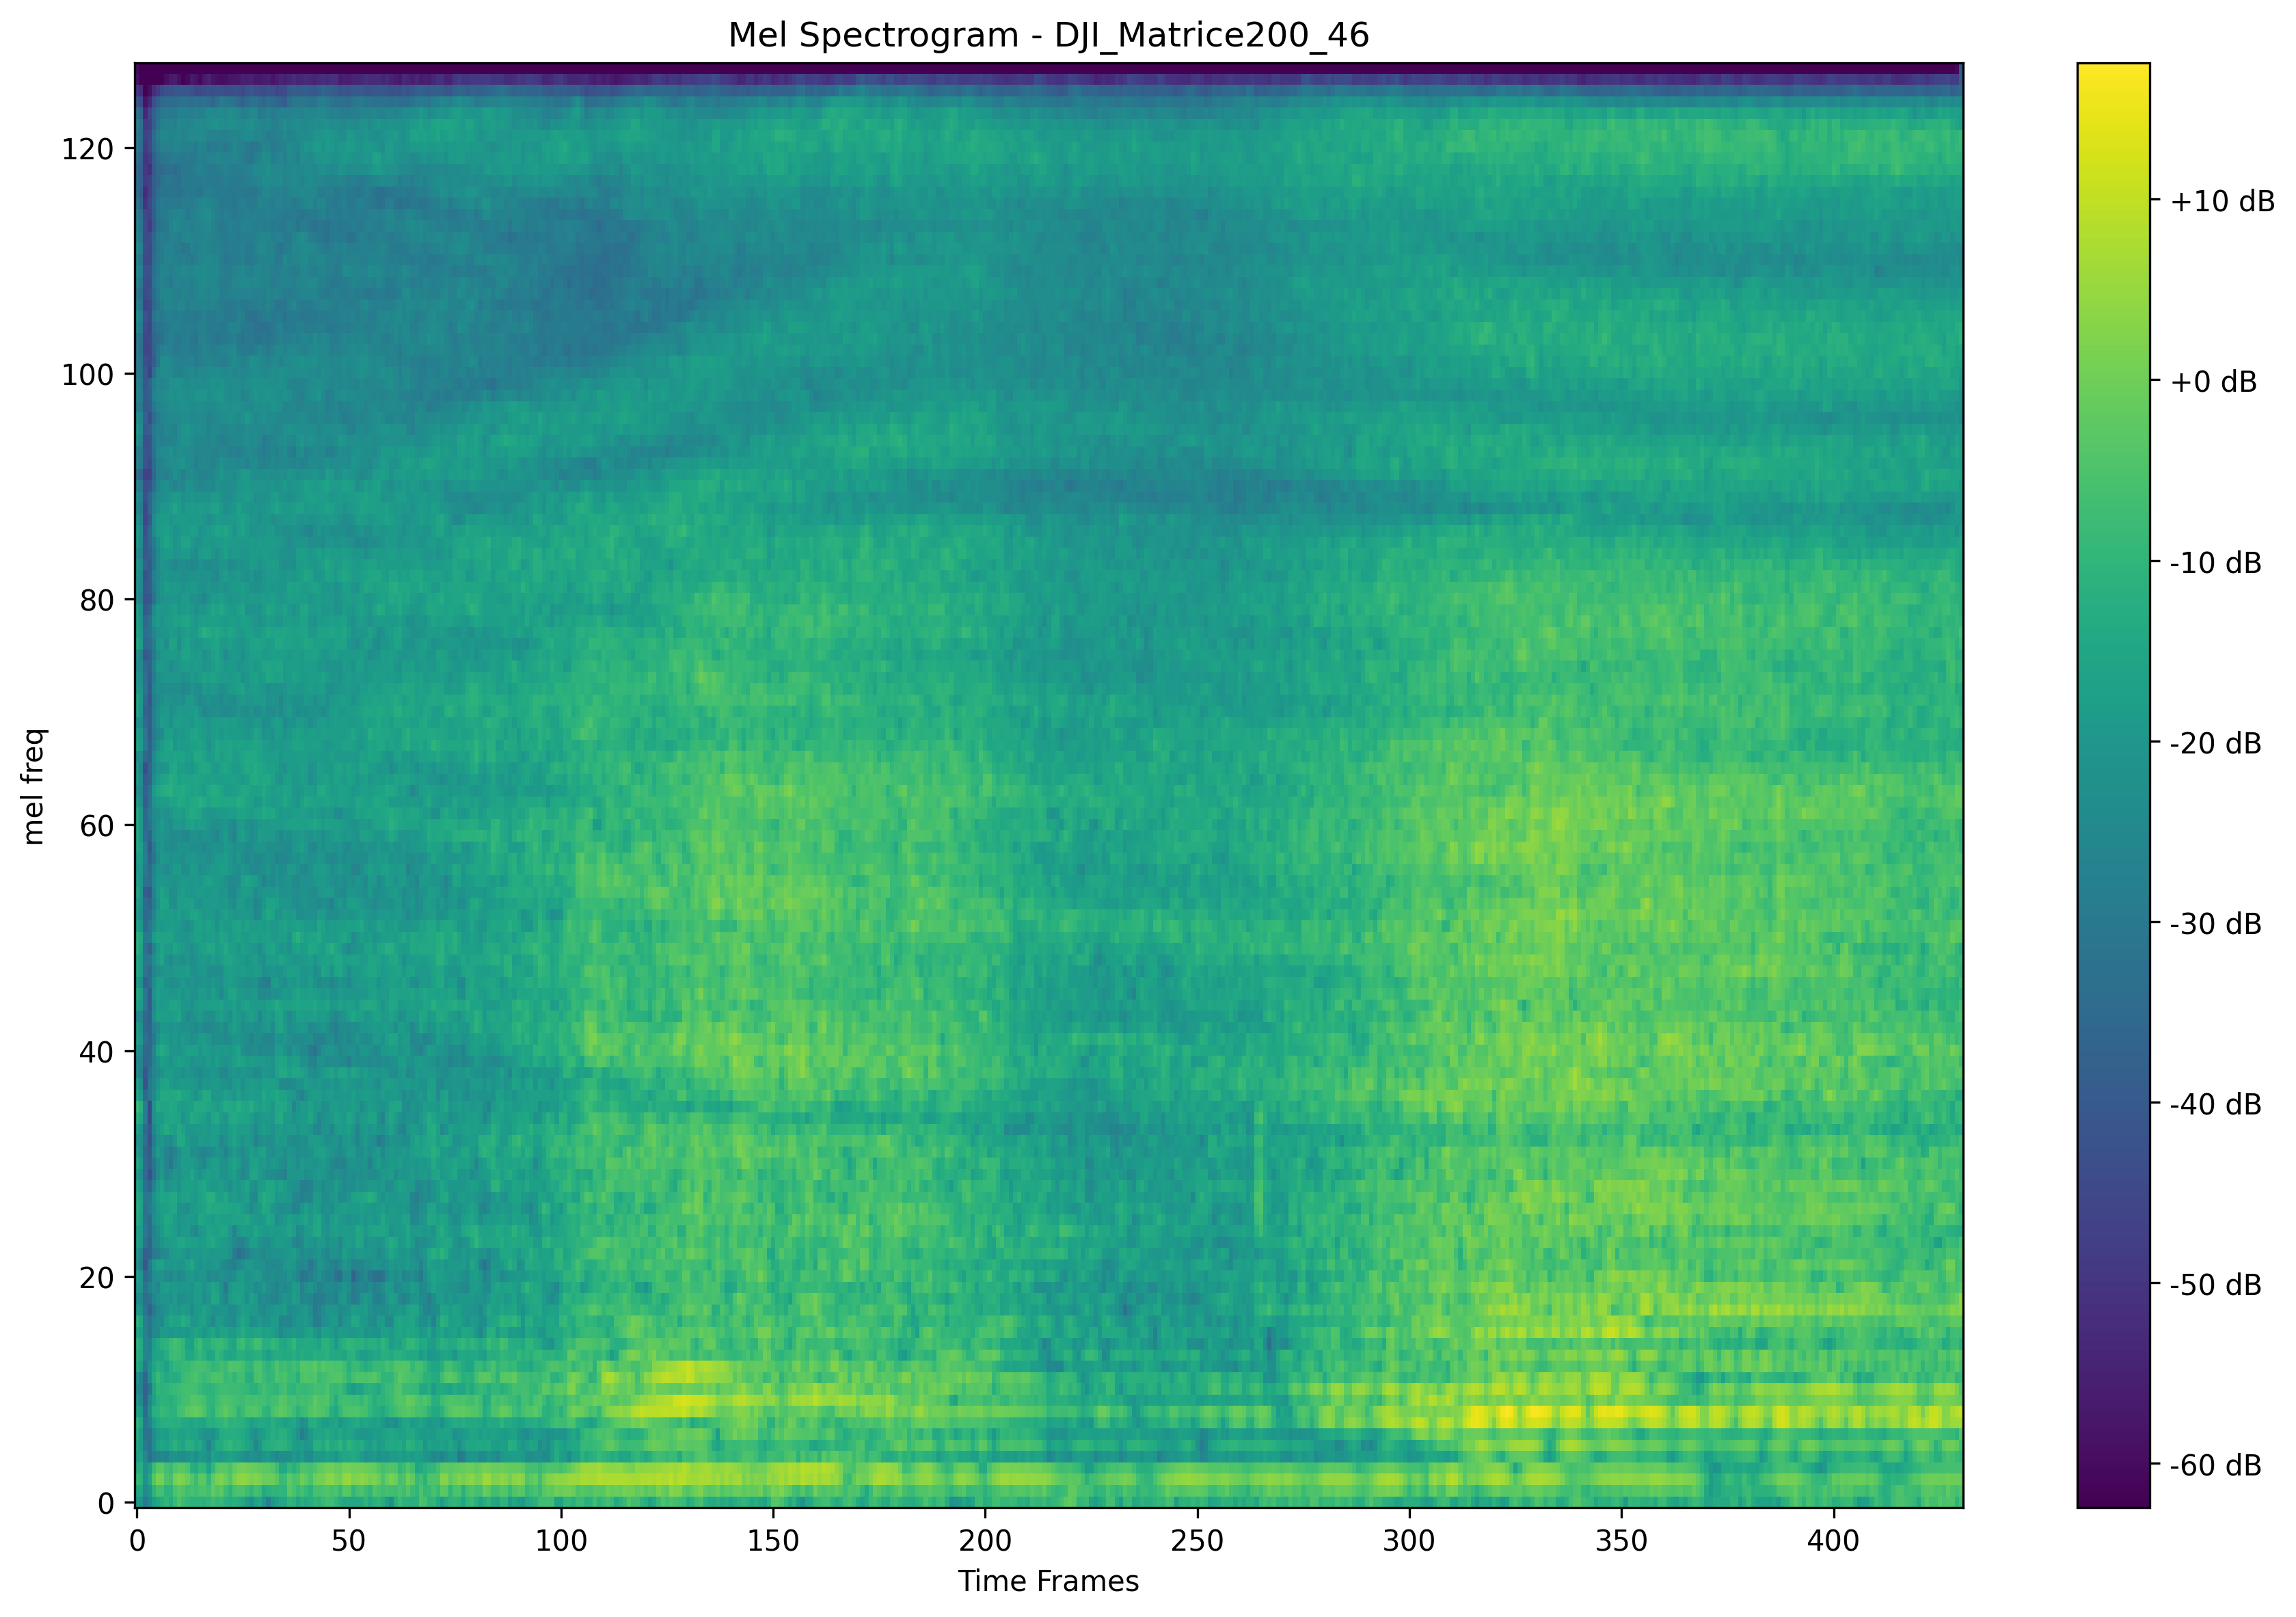 Mel Spectrogram - DJI_Matrice200_46
mel freq
120
100
80
60
40
20
0
0 50 100 150 200 250 300 350 400
Time Frames
+10 dB
+0 dB
-10 dB
-20 dB
-30 dB
-40 dB
-50 dB
-60 dB